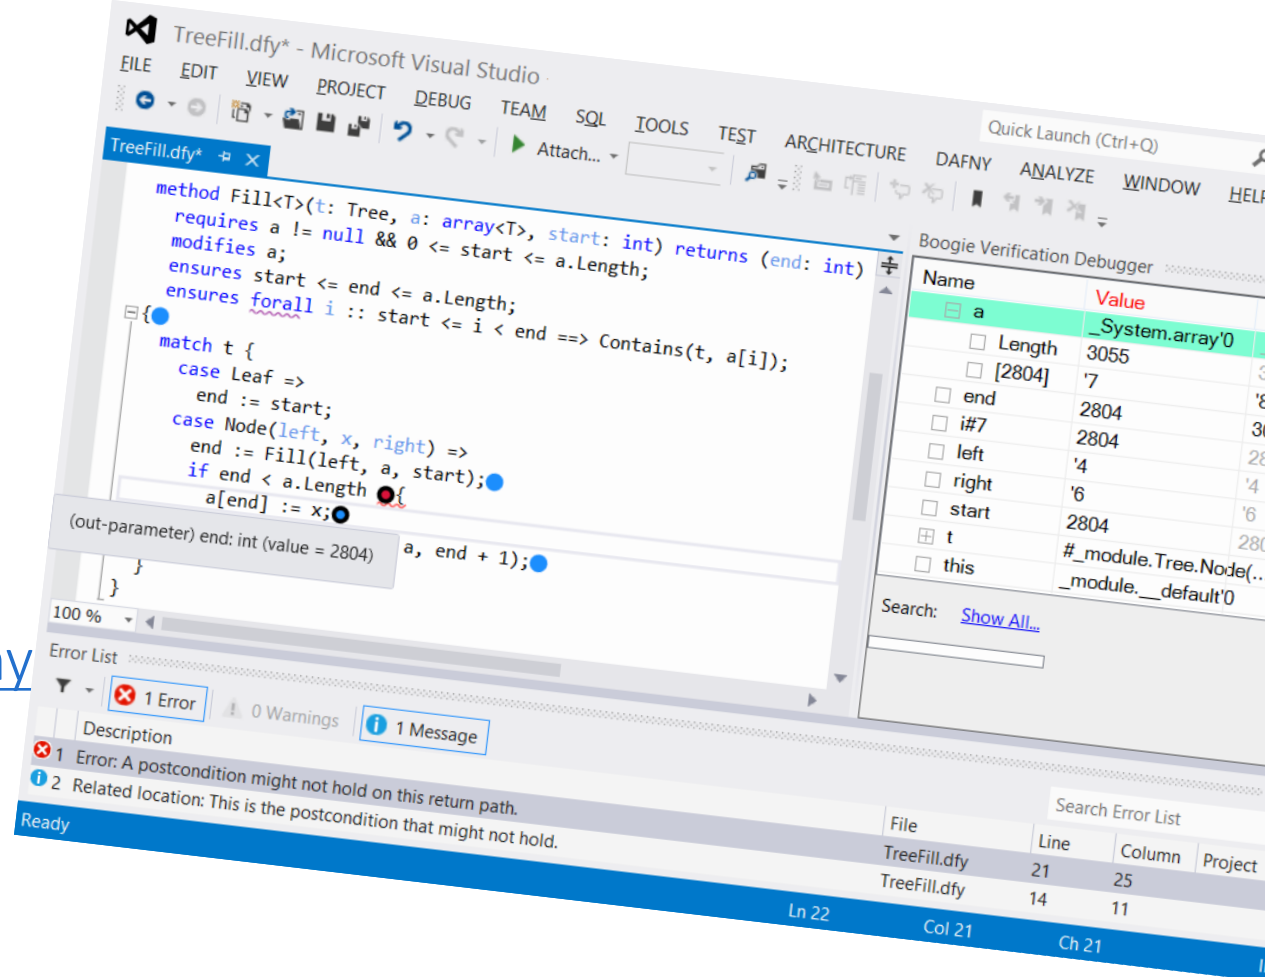 TreeFill.dfy* - Microsoft Visual Studio
FILE EDIT VIEW PROJECT DEBUG TEAM SQL TOOLS TEST ARCHITECTURE DAFNY ANALYZE WINDOW HELP
Quick Launch (Ctrl+Q)
Attach...
TreeFill.dfy*
method Fill<T>(t: Tree, a: array<T>, start: int) returns (end: int)
requires a != null && 0 <= start <= a.Length;
modifies a;
ensures start <= end <= a.Length;
ensures forall i :: start <= i < end ==> Contains(t, a[i]);
{
match t {
case Leaf =>
end := start;
case Node(left, x, right) =>
end := Fill(left, a, start);
if end < a.Length {
a[end] := x;
(out-parameter) end: int (value = 2804)
a, end + 1);
}
}
100 %
Boogie Verification Debugger
Name Value
a _System.array'0
Length 3055
[2804] '7
end 2804
i#7 2804
left '4 '4
right '6 '6
start 2804
t #_module.Tree.Node(...
this _module.__default'0
Search: Show All...
Error List
1 Error 0 Warnings 1 Message
Search Error List
Description File Line Column Project
1 Error: A postcondition might not hold on this return path. TreeFill.dfy 21 25
2 Related location: This is the postcondition that might not hold. TreeFill.dfy 14 11
Ready Ln 22 Col 21 Ch 21